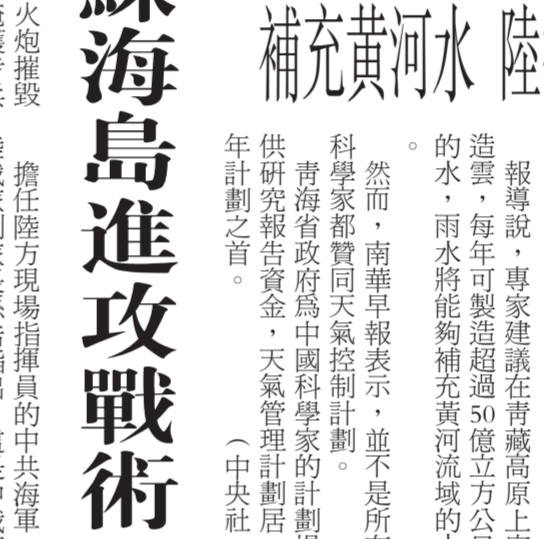 補充黃河水 陸
報導說，專家建議在青藏高原上
造雲，每年可製造超過50億立方公
的水，雨水將能夠補充黃河流域的
。
然而，南華早報表示，並不是所
科學家都贊同天氣控制計劃。
青海省政府為中國科學家的計劃
供研究報告資金，天氣管理計劃居
年計劃之首。（中央社
海島進攻戰術
火炮摧毀
擔任陸方現場指揮員的中共海軍